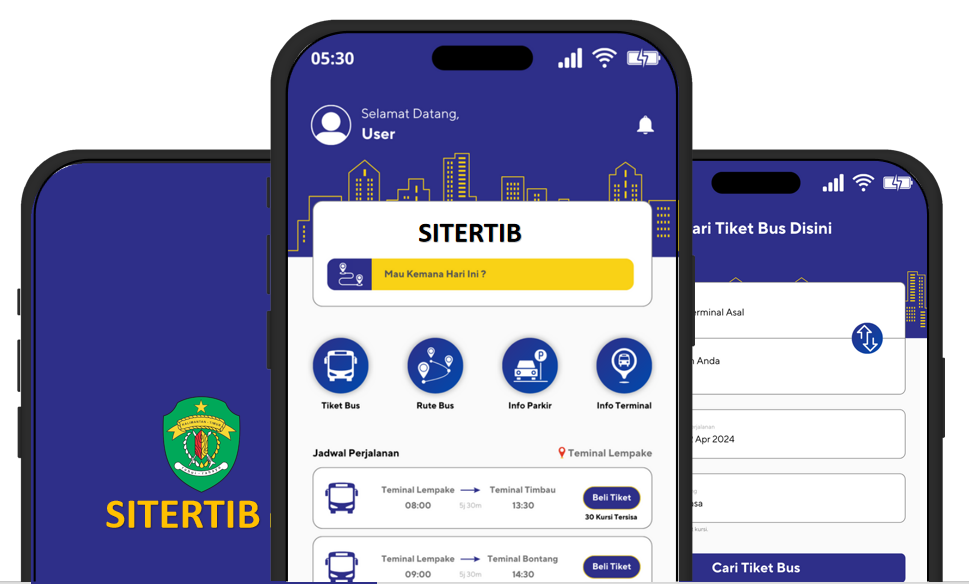 05:30
Selamat Datang,
User
SITERTIB
Mau Kemana Hari Ini ?
Tiket Bus
Rute Bus
Info Parkir
Info Terminal
Jadwal Perjalanan
Teminal Lempake
Teminal Lempake
Teminal Timbau
08:00
5j 30m
13:30
Beli Tiket
30 Kursi Tersisa
Teminal Lempake
Teminal Bontang
09:00
5j 30m
14:30
Beli Tiket
KALIMANTAN - TIMUR
SITERTIB
ari Tiket Bus Disini
erminal Asal
n Anda
Apr 2024
sa
kursi.
Cari Tiket Bus
P